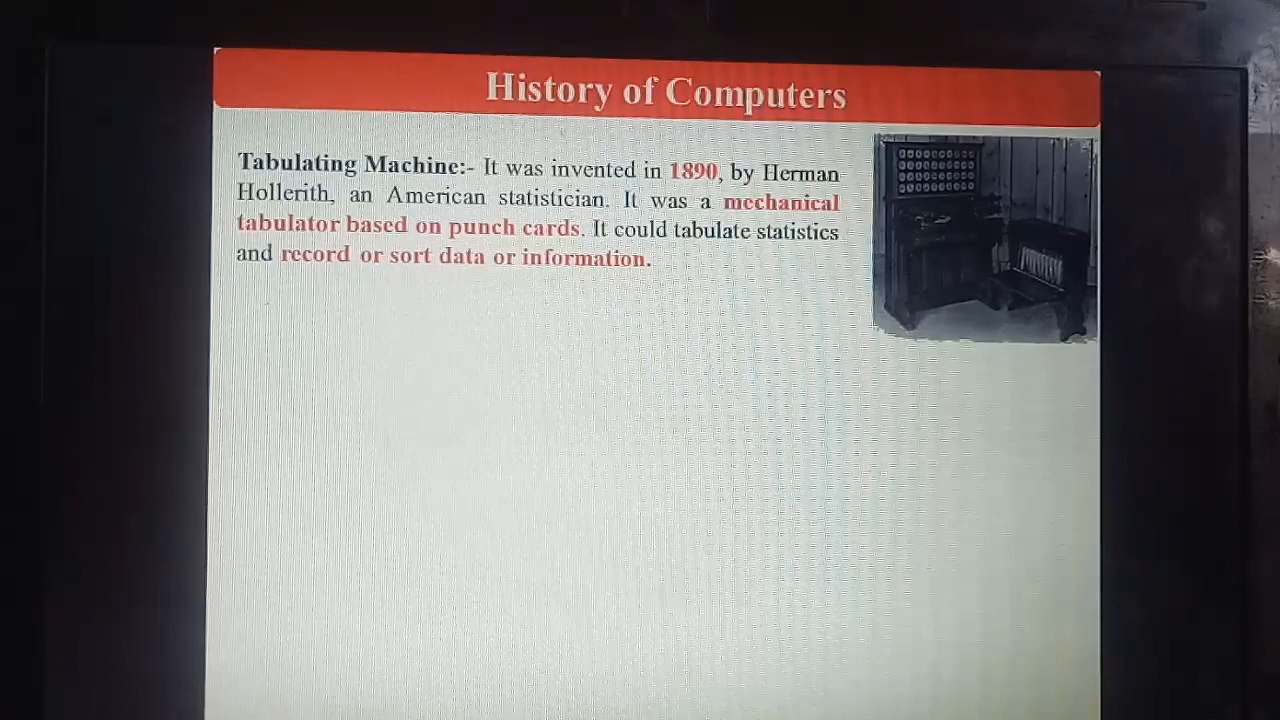 History of Computers
Tabulating Machine:- It was invented in 1890, by Herman
Hollerith, an American statistician. It was a mechanical
tabulator based on punch cards. It could tabulate statistics
and record or sort data or information.